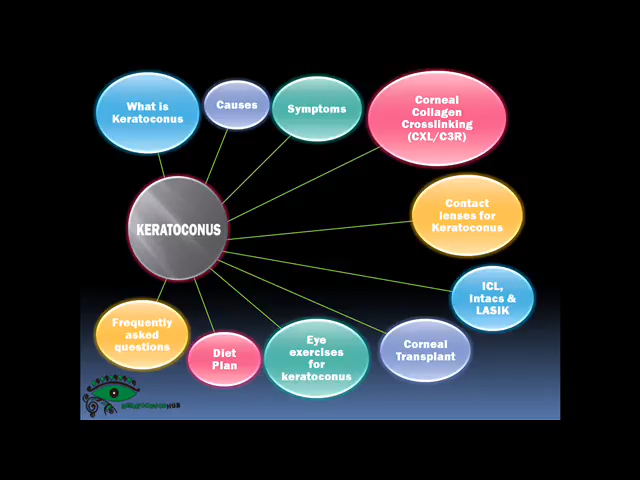 What is
Keratoconus
Causes
Symptoms
Corneal
Collagen
Crosslinking
(CXL/C3R)
KERATOCONUS
Contact
lenses for
Keratoconus
ICL,
Intacs &
LASIK
Corneal
Transplant
Eye
exercises
for
keratoconus
Diet
Plan
Frequently
asked
questions
KERATOCONUSHUB